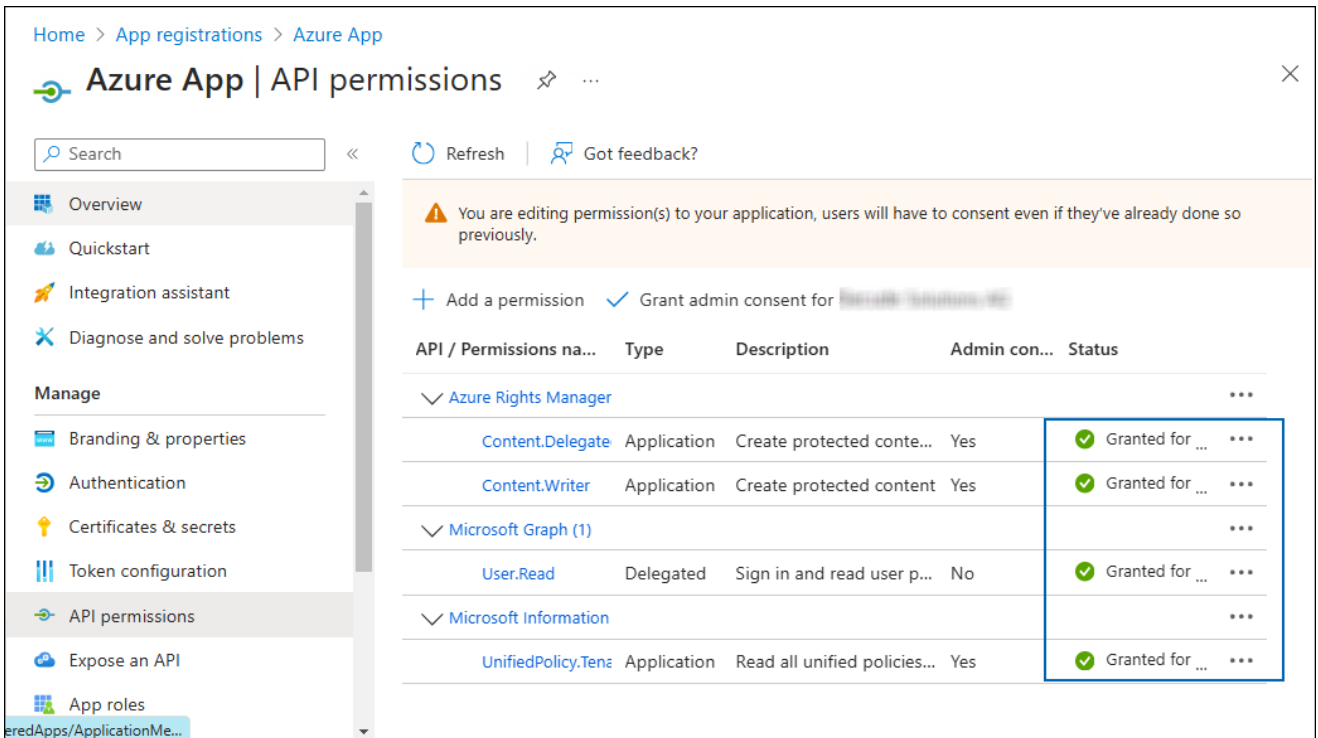 Home > App registrations > Azure App
Azure App | API permissions
Search
Refresh
Got feedback?
Overview
Quickstart
Integration assistant
Diagnose and solve problems
Manage
Branding & properties
Authentication
Certificates & secrets
Token configuration
API permissions
Expose an API
App roles
eredApps/ApplicationMe...
You are editing permission(s) to your application, users will have to consent even if they've already done so
previously.
Add a permission
Grant admin consent for
API / Permissions na... Type Description Admin con... Status
Azure Rights Manager
Content.Delegate Application Create protected conte... Yes Granted for ...
Content.Writer Application Create protected content Yes Granted for ...
Microsoft Graph (1)
User.Read Delegated Sign in and read user p... No Granted for ...
Microsoft Information
UnifiedPolicy.Tena Application Read all unified policies... Yes Granted for ...